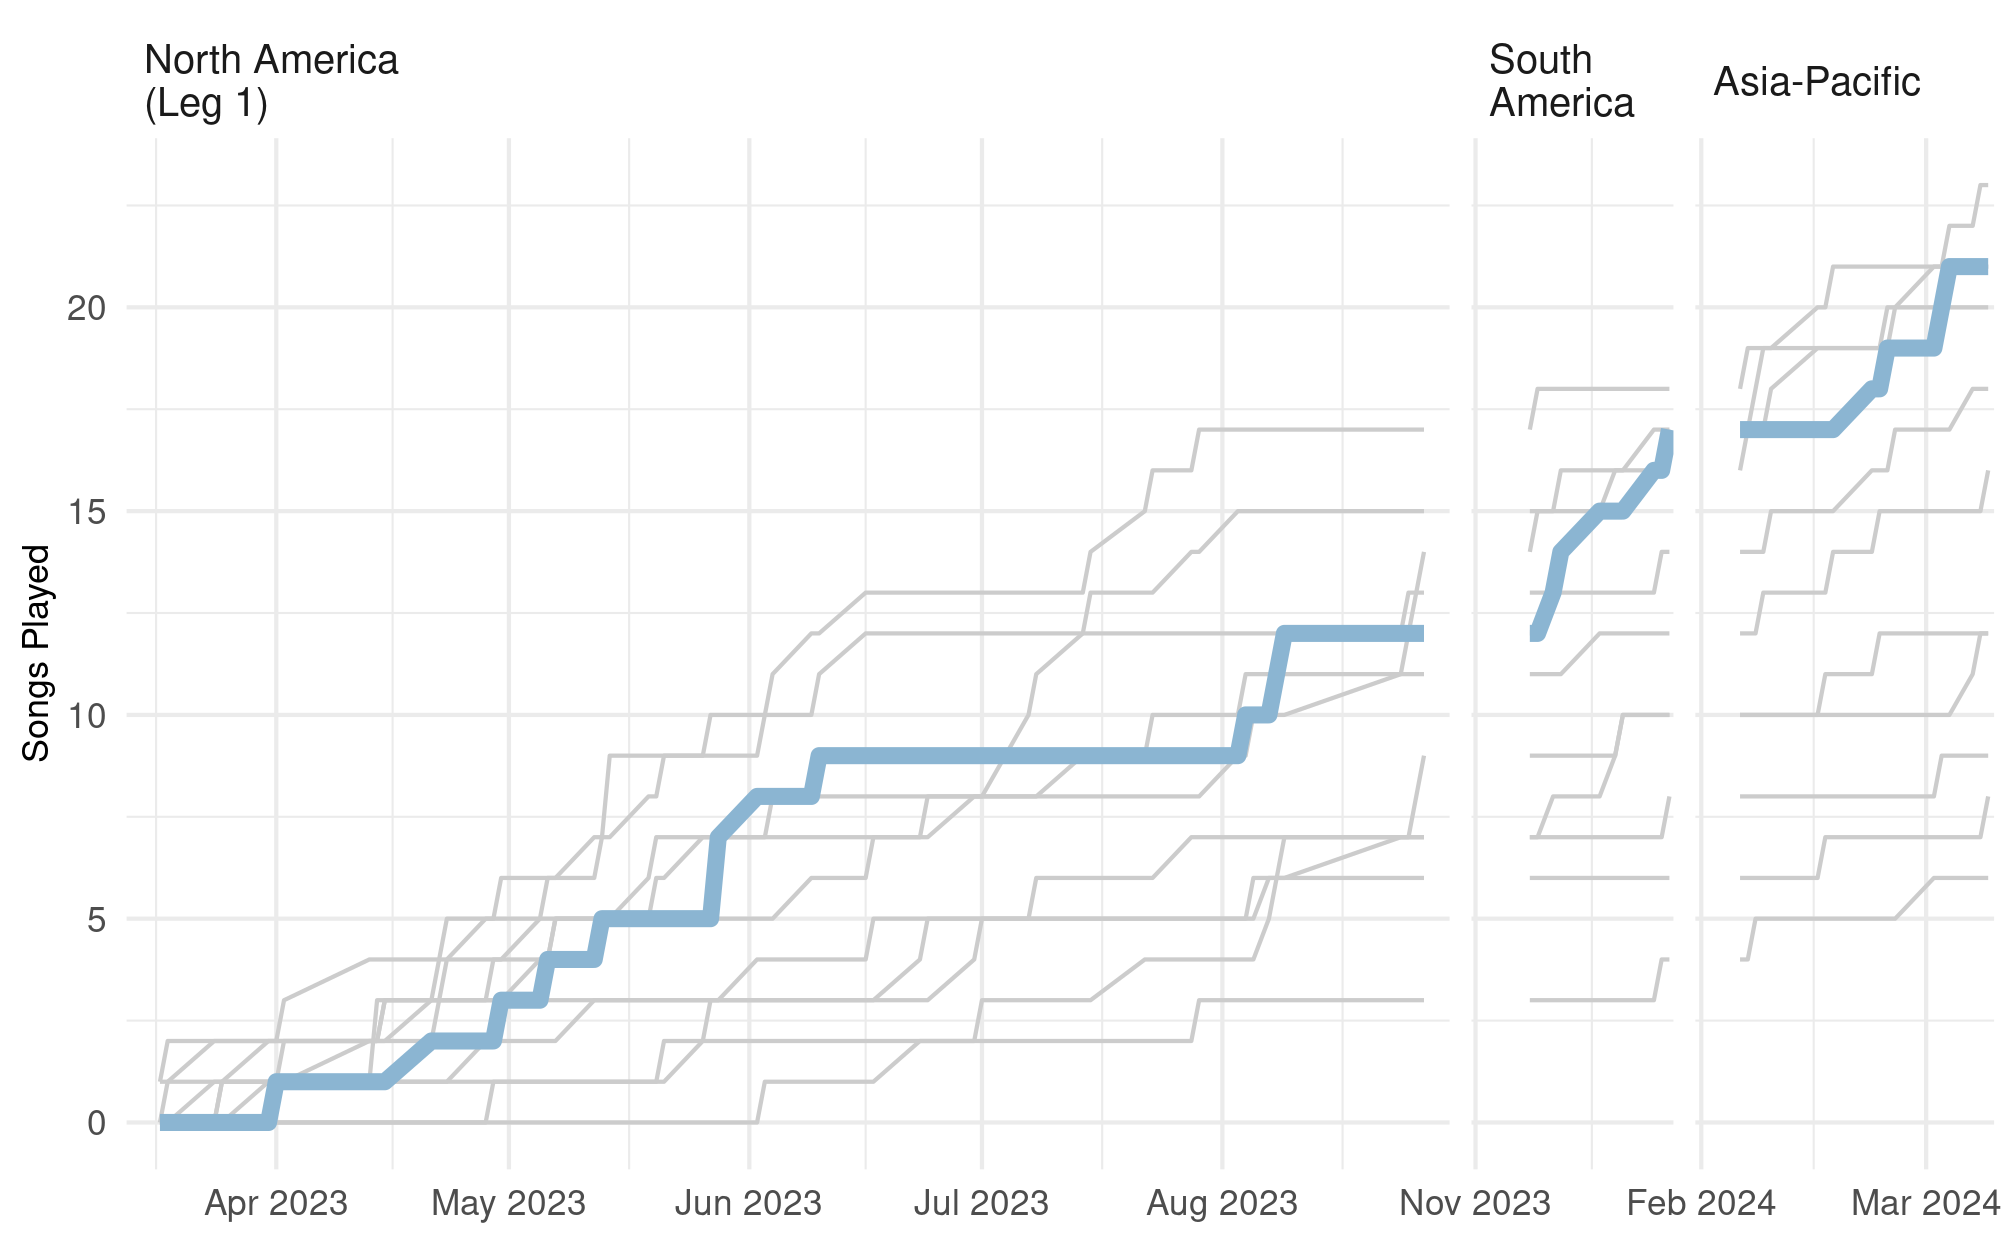 North America
(Leg 1)
South
America
Asia-Pacific
Songs Played
20
15
10
5
0
Apr 2023
May 2023
Jun 2023
Jul 2023
Aug 2023
Nov 2023
Feb 2024
Mar 2024